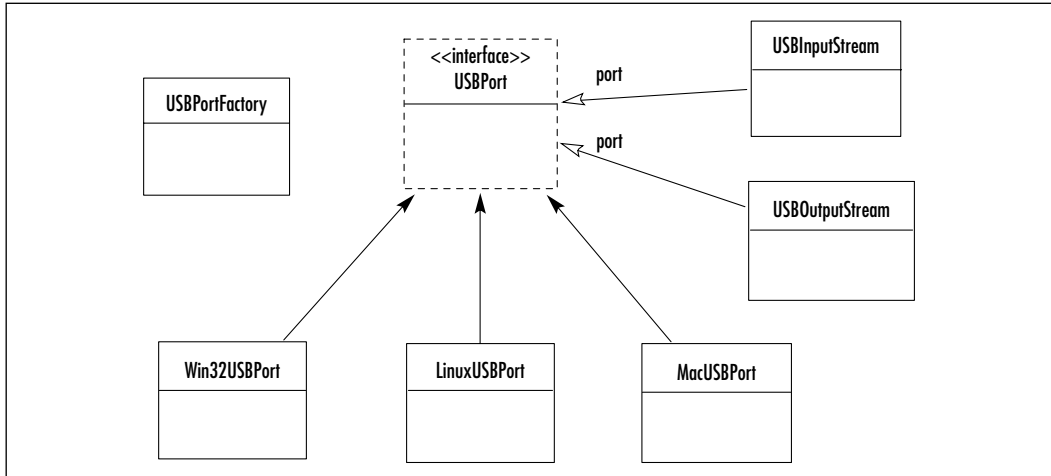 <<interface>>
USBPort
USBInputStream
port
USBPortFactory
port
USBOutputStream
Win32USBPort
LinuxUSBPort
MacUSBPort